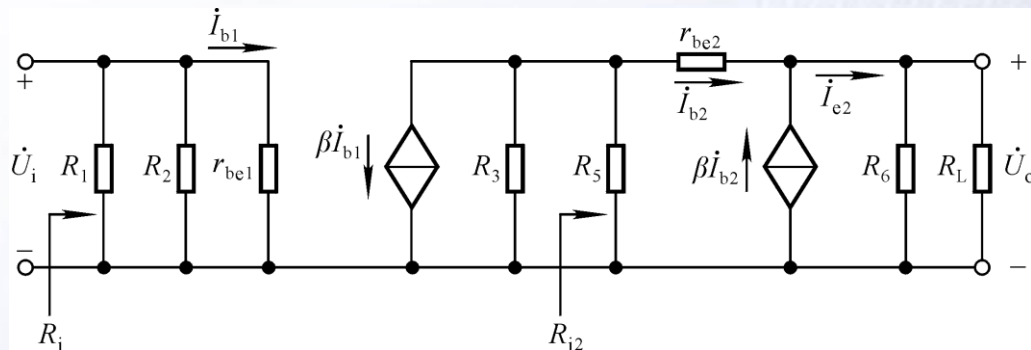 İb1
rbe2
+
+
İb2
İe2
+
U̇i
R1
R2
rbe1
βİb1
R3
R5
βİb2
R6
RL
U̇o
−
−
Ri
Ri2